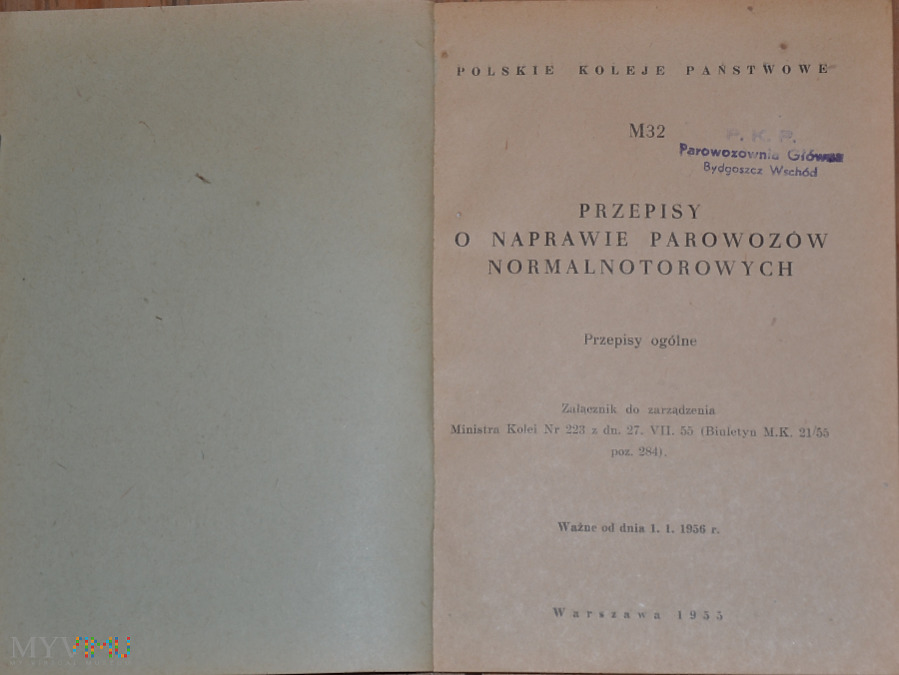 POLSKIE KOLEJE PAŃSTWOWE
M32
P. K. P.
Parowozownia Główna
Bydgoszcz Wschód
PRZEPISY
O NAPRAWIE PAROWOZÓW
NORMALNOTOROWYCH
Przepisy ogólne
Załącznik do zarządzenia
Ministra Kolei Nr 223 z dn. 27. VII. 55 (Biuletyn M.K. 21/55
poz. 284).
Ważne od dnia 1. 1. 1956 r.
Warszawa 1955
MYVIMU